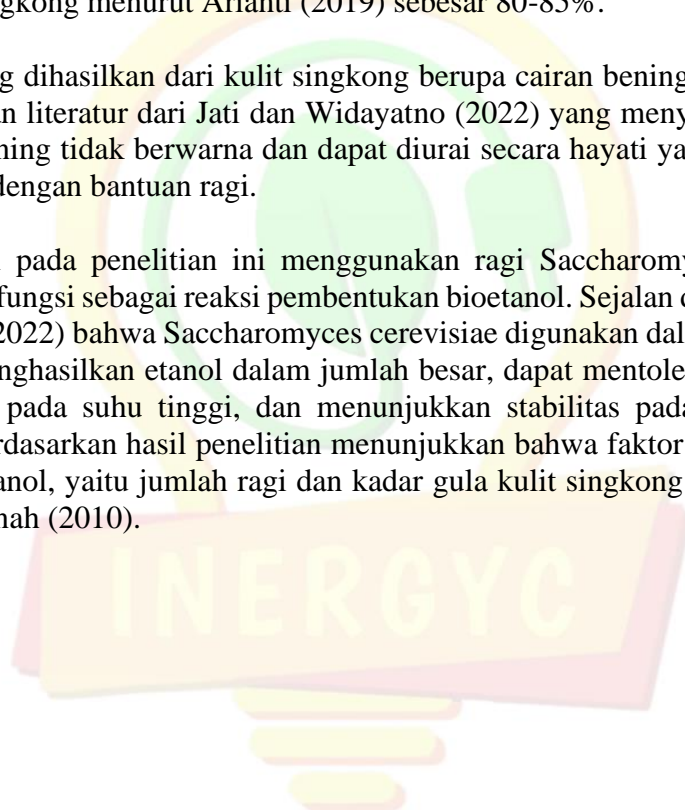 gkong menurut Arianti (2019) sebesar 80-85%.
g dihasilkan dari kulit singkong berupa cairan bening
n literatur dari Jati dan Widayatno (2022) yang meny
ning tidak berwarna dan dapat diurai secara hayati ya
dengan bantuan ragi.
pada penelitian ini menggunakan ragi Saccharomy
fungsi sebagai reaksi pembentukan bioetanol. Sejalan d
2022) bahwa Saccharomyces cerevisiae digunakan dal
nghasilkan etanol dalam jumlah besar, dapat mentole
pada suhu tinggi, dan menunjukkan stabilitas pada
rdasarkan hasil penelitian menunjukkan bahwa faktor
anol, yaitu jumlah ragi dan kadar gula kulit singkong
nah (2010).
INERGYC